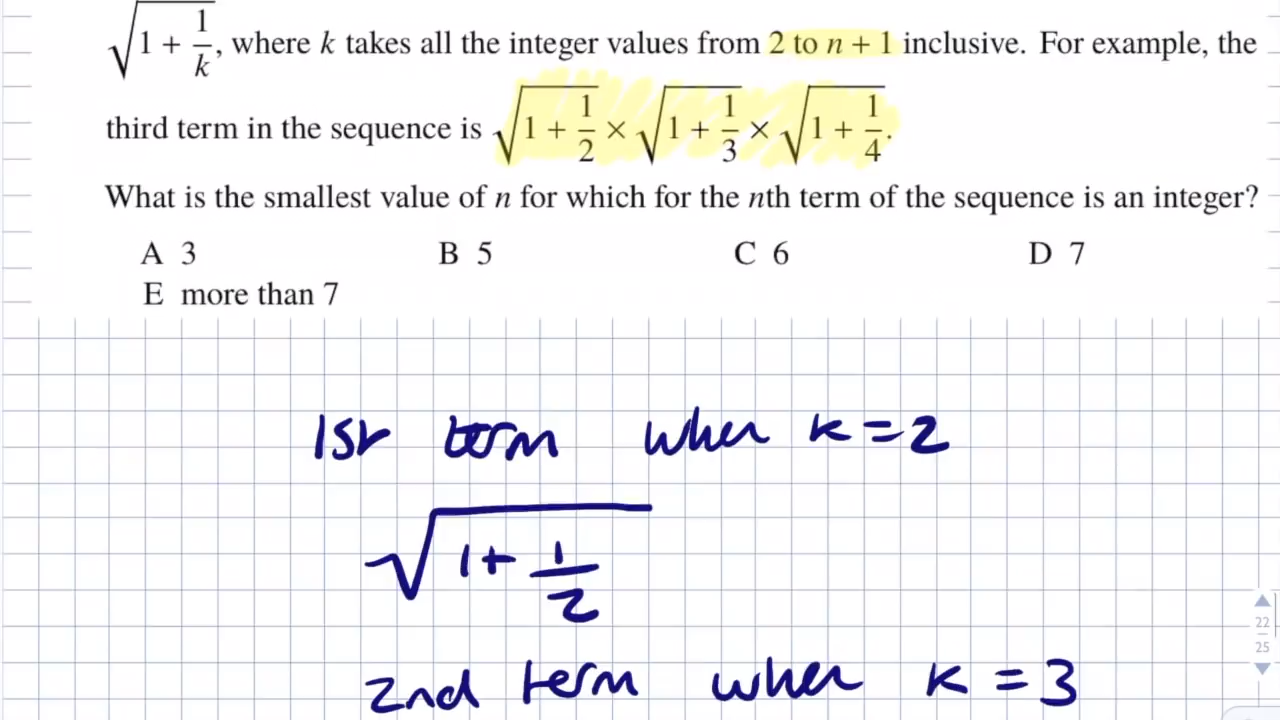 √(1 + 1/k), where k takes all the integer values from 2 to n + 1 inclusive. For example, the
third term in the sequence is √(1 + 1/2) × √(1 + 1/3) × √(1 + 1/4).
What is the smallest value of n for which for the nth term of the sequence is an integer?
A 3 B 5 C 6 D 7
E more than 7
1st term when k = 2
√(1 + 1/2)
2nd term when k = 3
22
25